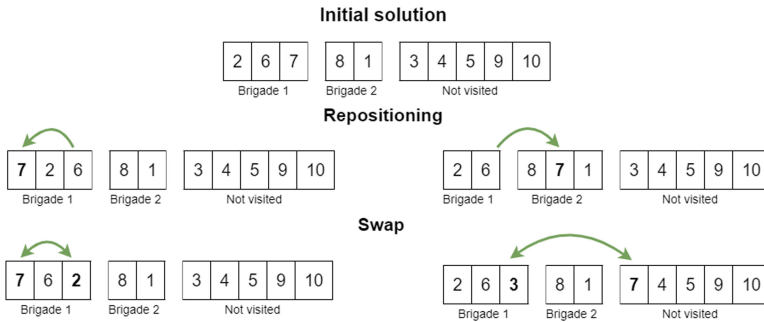 Initial solution
2 6 7 8 1 3 4 5 9 10
Brigade 1 Brigade 2 Not visited
Repositioning
7 2 6 8 1 3 4 5 9 10 2 6 8 7 1 3 4 5 9 10
Brigade 1 Brigade 2 Not visited Brigade 1 Brigade 2 Not visited
Swap
7 6 2 8 1 3 4 5 9 10 2 6 3 8 1 7 4 5 9 10
Brigade 1 Brigade 2 Not visited Brigade 1 Brigade 2 Not visited